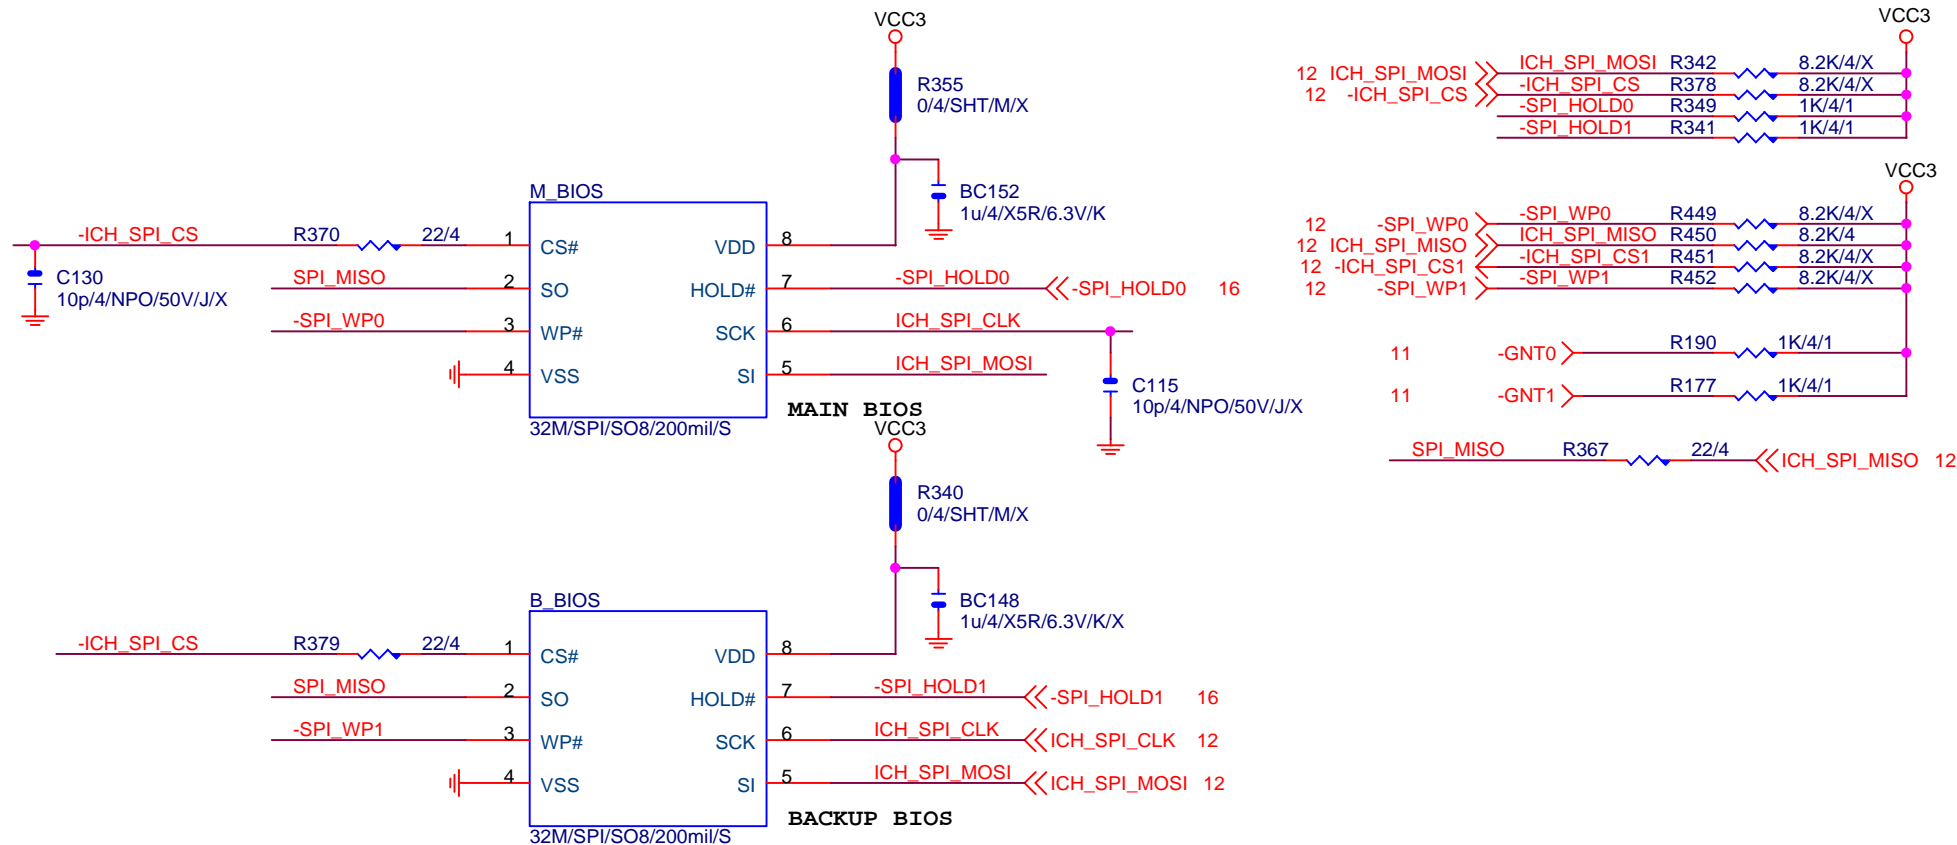 VCC3
R355
0/4/SHT/M/X
BC152
1u/4/X5R/6.3V/K
M_BIOS
-ICH_SPI_CS R370 22/4 1 CS# VDD 8
C130
10p/4/NPO/50V/J/X
SPI_MISO 2 SO HOLD# 7 -SPI_HOLD0 -SPI_HOLD0 16
-SPI_WP0 3 WP# SCK 6 ICH_SPI_CLK
4 VSS SI 5 ICH_SPI_MOSI
C115
10p/4/NPO/50V/J/X
MAIN BIOS
32M/SPI/SO8/200mil/S
VCC3
R340
0/4/SHT/M/X
BC148
1u/4/X5R/6.3V/K/X
B_BIOS
-ICH_SPI_CS R379 22/4 1 CS# VDD 8
SPI_MISO 2 SO HOLD# 7 -SPI_HOLD1 -SPI_HOLD1 16
-SPI_WP1 3 WP# SCK 6 ICH_SPI_CLK ICH_SPI_CLK 12
4 VSS SI 5 ICH_SPI_MOSI ICH_SPI_MOSI 12
BACKUP BIOS
32M/SPI/SO8/200mil/S
VCC3
12 ICH_SPI_MOSI ICH_SPI_MOSI R342 8.2K/4/X
12 -ICH_SPI_CS -ICH_SPI_CS R378 8.2K/4/X
-SPI_HOLD0 R349 1K/4/1
-SPI_HOLD1 R341 1K/4/1
VCC3
12 -SPI_WP0 -SPI_WP0 R449 8.2K/4/X
12 ICH_SPI_MISO ICH_SPI_MISO R450 8.2K/4
12 -ICH_SPI_CS1 -ICH_SPI_CS1 R451 8.2K/4/X
12 -SPI_WP1 -SPI_WP1 R452 8.2K/4/X
11 -GNT0 R190 1K/4/1
11 -GNT1 R177 1K/4/1
SPI_MISO R367 22/4 ICH_SPI_MISO 12